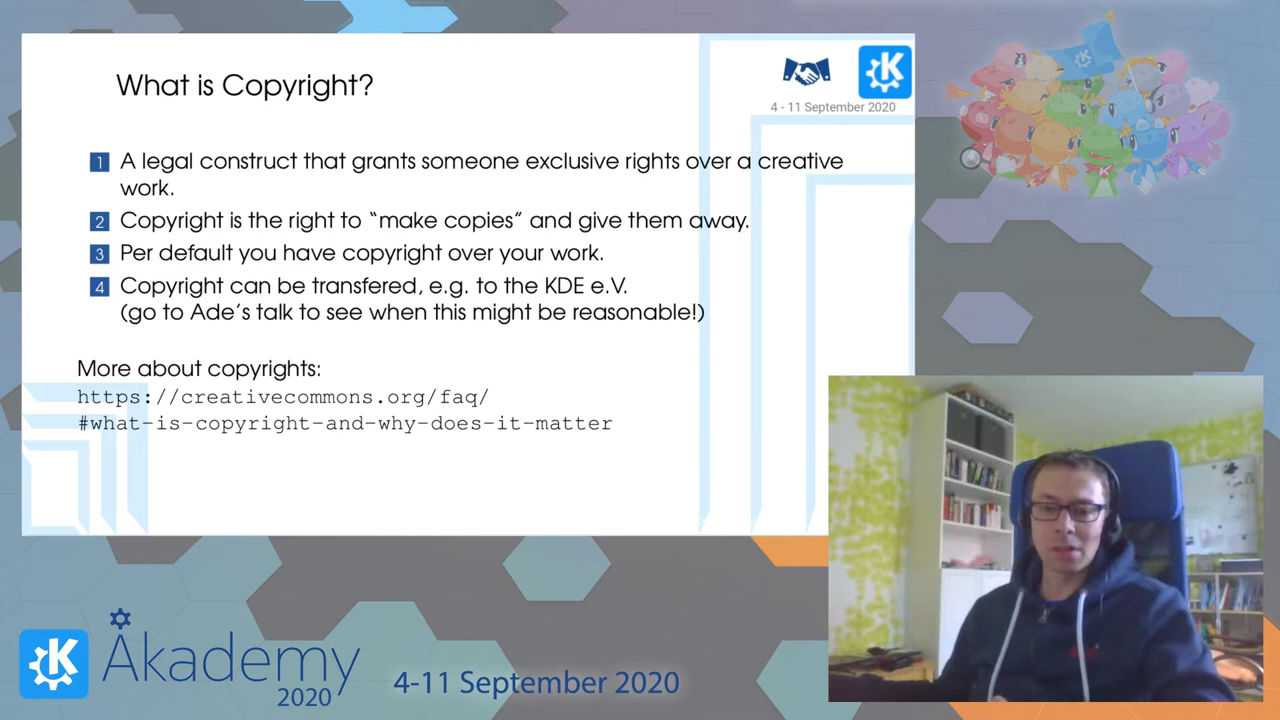 What is Copyright?
4 - 11 September 2020
1 A legal construct that grants someone exclusive rights over a creative
work.
2 Copyright is the right to “make copies” and give them away.
3 Per default you have copyright over your work.
4 Copyright can be transfered, e.g. to the KDE e.V.
(go to Ade’s talk to see when this might be reasonable!)
More about copyrights:
https://creativecommons.org/faq/
#what-is-copyright-and-why-does-it-matter
Akademy
2020
4-11 September 2020